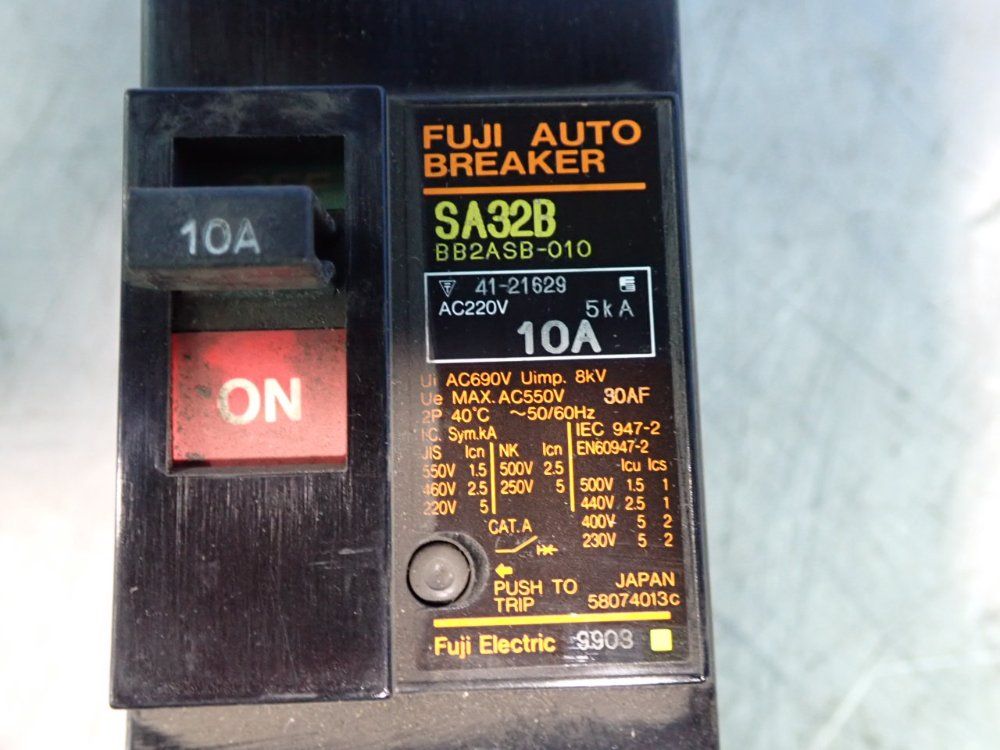 10A
ON
FUJI AUTO
BREAKER
SA32B
BB2ASB-010
41-21629
AC220V 5kA
10A
Ui AC690V Uimp. 8kV
Ue MAX. AC550V 30AF
2P 40°C ~50/60Hz
I.C. Sym.kA IEC 947-2
JIS Icn NK Icn EN60947-2
Icu Ics
550V 1.5 500V 2.5 500V 1.5 1
460V 2.5 250V 5 440V 2.5 1
220V 5 400V 5 2
CAT.A 230V 5 2
PUSH TO JAPAN
TRIP 58074013c
Fuji Electric 9903